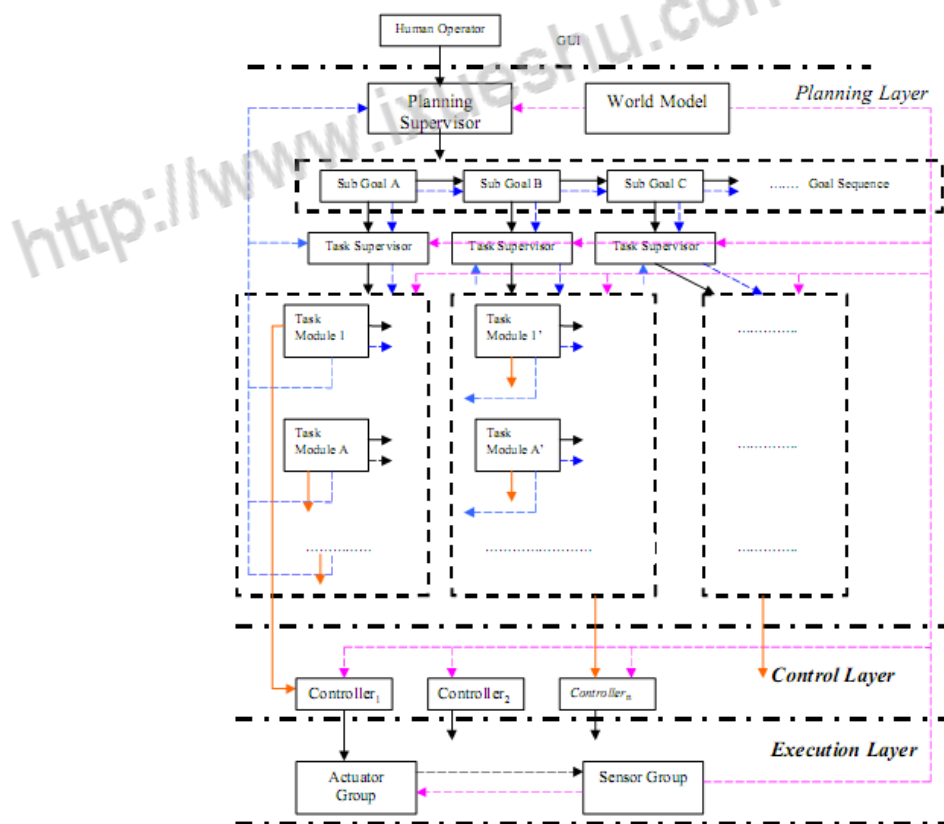 http://www.ixueshu.com
Human Operator
GUI
Planning
Supervisor
World Model
Planning Layer
Sub Goal A
Sub Goal B
Sub Goal C
....... Goal Sequence
Task Supervisor
Task Supervisor
Task Supervisor
Task
Module 1
Task
Module 1'
...............
Task
Module A
Task
Module A'
...............
...............
.........................
...............
Controller1
Controller2
Controllern
Control Layer
Execution Layer
Actuator
Group
Sensor Group